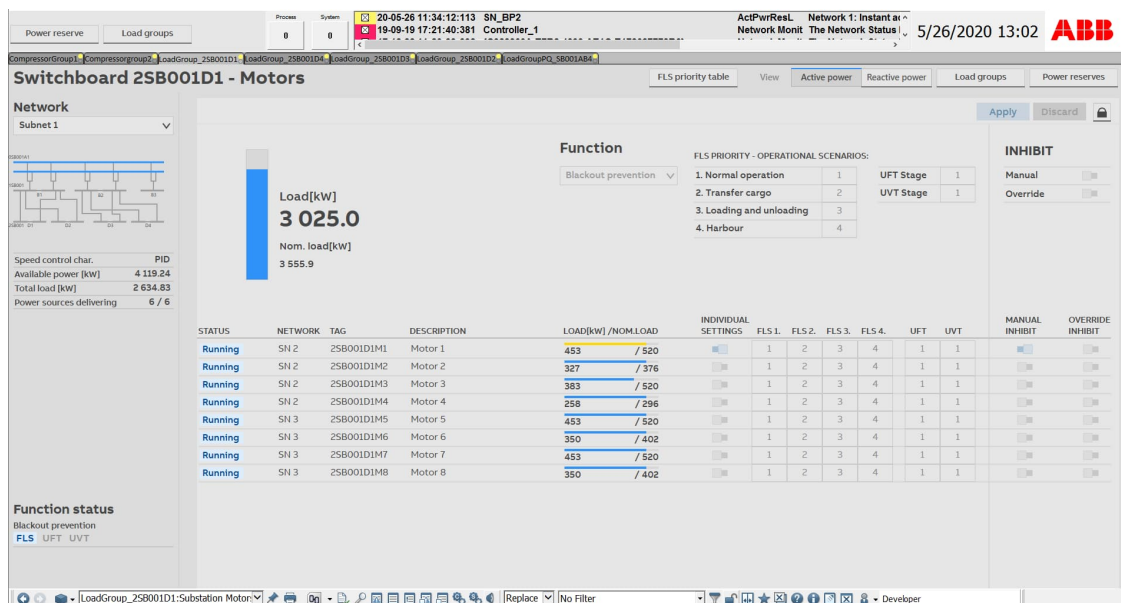 Power reserve Load groups
Process System
0 0
20-05-26 11:34:12:113 SN_BP2 ActPwrResL Network 1: Instant
19-09-19 17:21:40:381 Controller_1 Network Monit The Network Status
5/26/2020 13:02 ABB
CompressorGroup1 Compressorgroup2 LoadGroup_2SB001D1 LoadGroup_2SB001D4 LoadGroup_2SB001D3 LoadGroup_2SB001D2 LoadGroupPQ_SB001AB4
Switchboard 2SB001D1 - Motors
FLS priority table View Active power Reactive power Load groups Power reserves
Network
Subnet 1
Apply Discard
B1 B2 B3
D1 D2 D3 D4
Speed control char. PID
Available power [kW] 4 119.24
Total load [kW] 2 634.83
Power sources delivering 6 / 6
Load[kW]
3 025.0
Nom. load[kW]
3 555.9
Function
Blackout prevention
FLS PRIORITY - OPERATIONAL SCENARIOS:
1. Normal operation 1 UFT Stage 1
2. Transfer cargo 2 UVT Stage 1
3. Loading and unloading 3
4. Harbour 4
INHIBIT
Manual
Override
STATUS NETWORK TAG DESCRIPTION LOAD[kW] /NOM.LOAD INDIVIDUAL SETTINGS FLS 1. FLS 2. FLS 3. FLS 4. UFT UVT MANUAL INHIBIT OVERRIDE INHIBIT
Running SN 2 2SB001D1M1 Motor 1 453 / 520 1 2 3 4 1 1
Running SN 2 2SB001D1M2 Motor 2 327 / 376 1 2 3 4 1 1
Running SN 2 2SB001D1M3 Motor 3 383 / 520 1 2 3 4 1 1
Running SN 2 2SB001D1M4 Motor 4 258 / 296 1 2 3 4 1 1
Running SN 3 2SB001D1M5 Motor 5 453 / 520 1 2 3 4 1 1
Running SN 3 2SB001D1M6 Motor 6 350 / 402 1 2 3 4 1 1
Running SN 3 2SB001D1M7 Motor 7 453 / 520 1 2 3 4 1 1
Running SN 3 2SB001D1M8 Motor 8 350 / 402 1 2 3 4 1 1
Function status
Blackout prevention
FLS UFT UVT
LoadGroup_2SB001D1:Substation Motor: Replace No Filter Developer